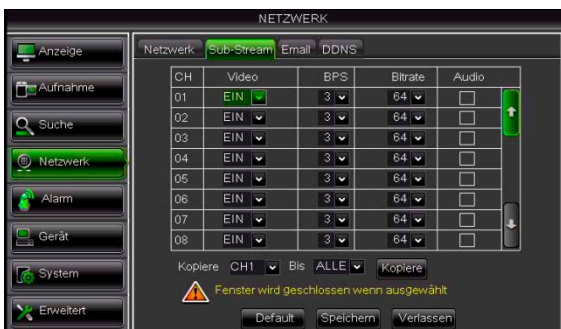 NETZWERK
Anzeige
Aufnahme
Suche
Netzwerk
Alarm
Gerät
System
Erweitert
Netzwerk Sub-Stream Email DDNS
CH Video BPS Bitrate Audio
01 EIN 3 64
02 EIN 3 64
03 EIN 3 64
04 EIN 3 64
05 EIN 3 64
06 EIN 3 64
07 EIN 3 64
08 EIN 3 64
Kopiere CH1 Bis ALLE Kopiere
Fenster wird geschlossen wenn ausgewählt
Default Speichern Verlassen